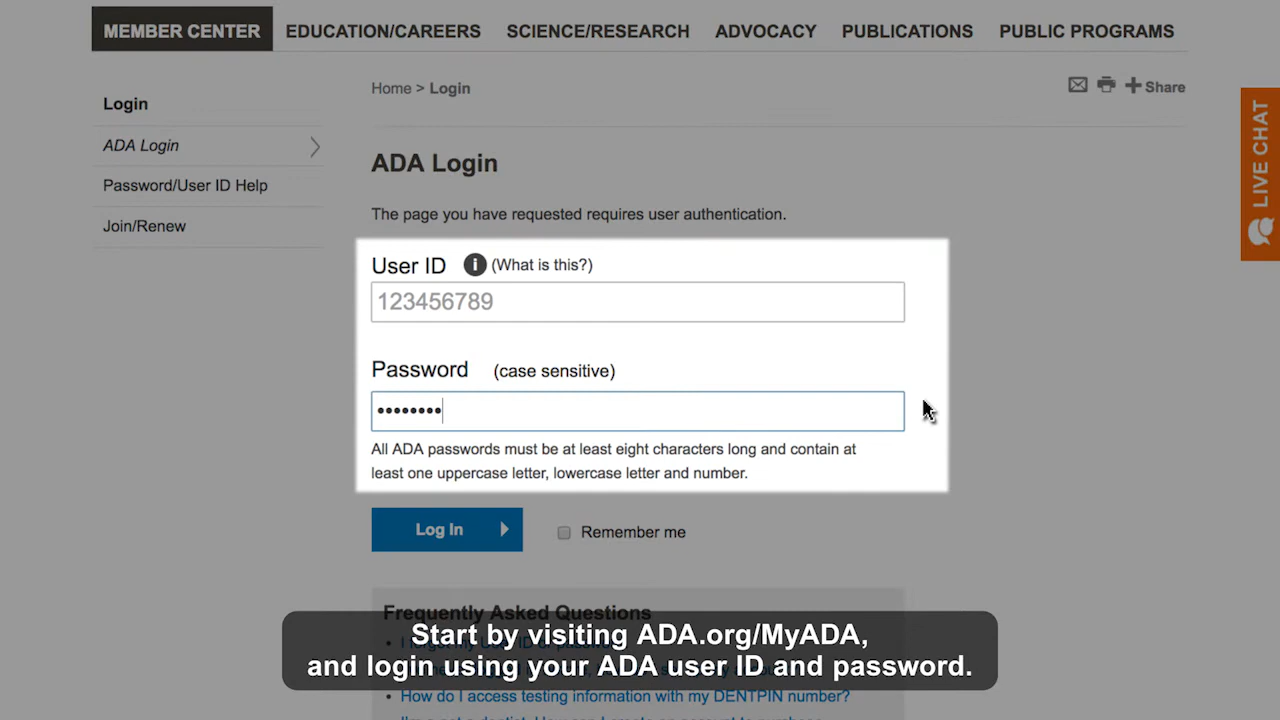 MEMBER CENTER EDUCATION/CAREERS SCIENCE/RESEARCH ADVOCACY PUBLICATIONS PUBLIC PROGRAMS
Home > Login
Share
Login
ADA Login
Password/User ID Help
Join/Renew
LIVE CHAT
ADA Login
The page you have requested requires user authentication.
User ID i (What is this?)
123456789
Password (case sensitive)
••••••••
All ADA passwords must be at least eight characters long and contain at
least one uppercase letter, lowercase letter and number.
Log In
Remember me
Frequently Asked Questions
Start by visiting ADA.org/MyADA,
and login using your ADA user ID and password.
• How do I access testing information with my DENTPIN number?